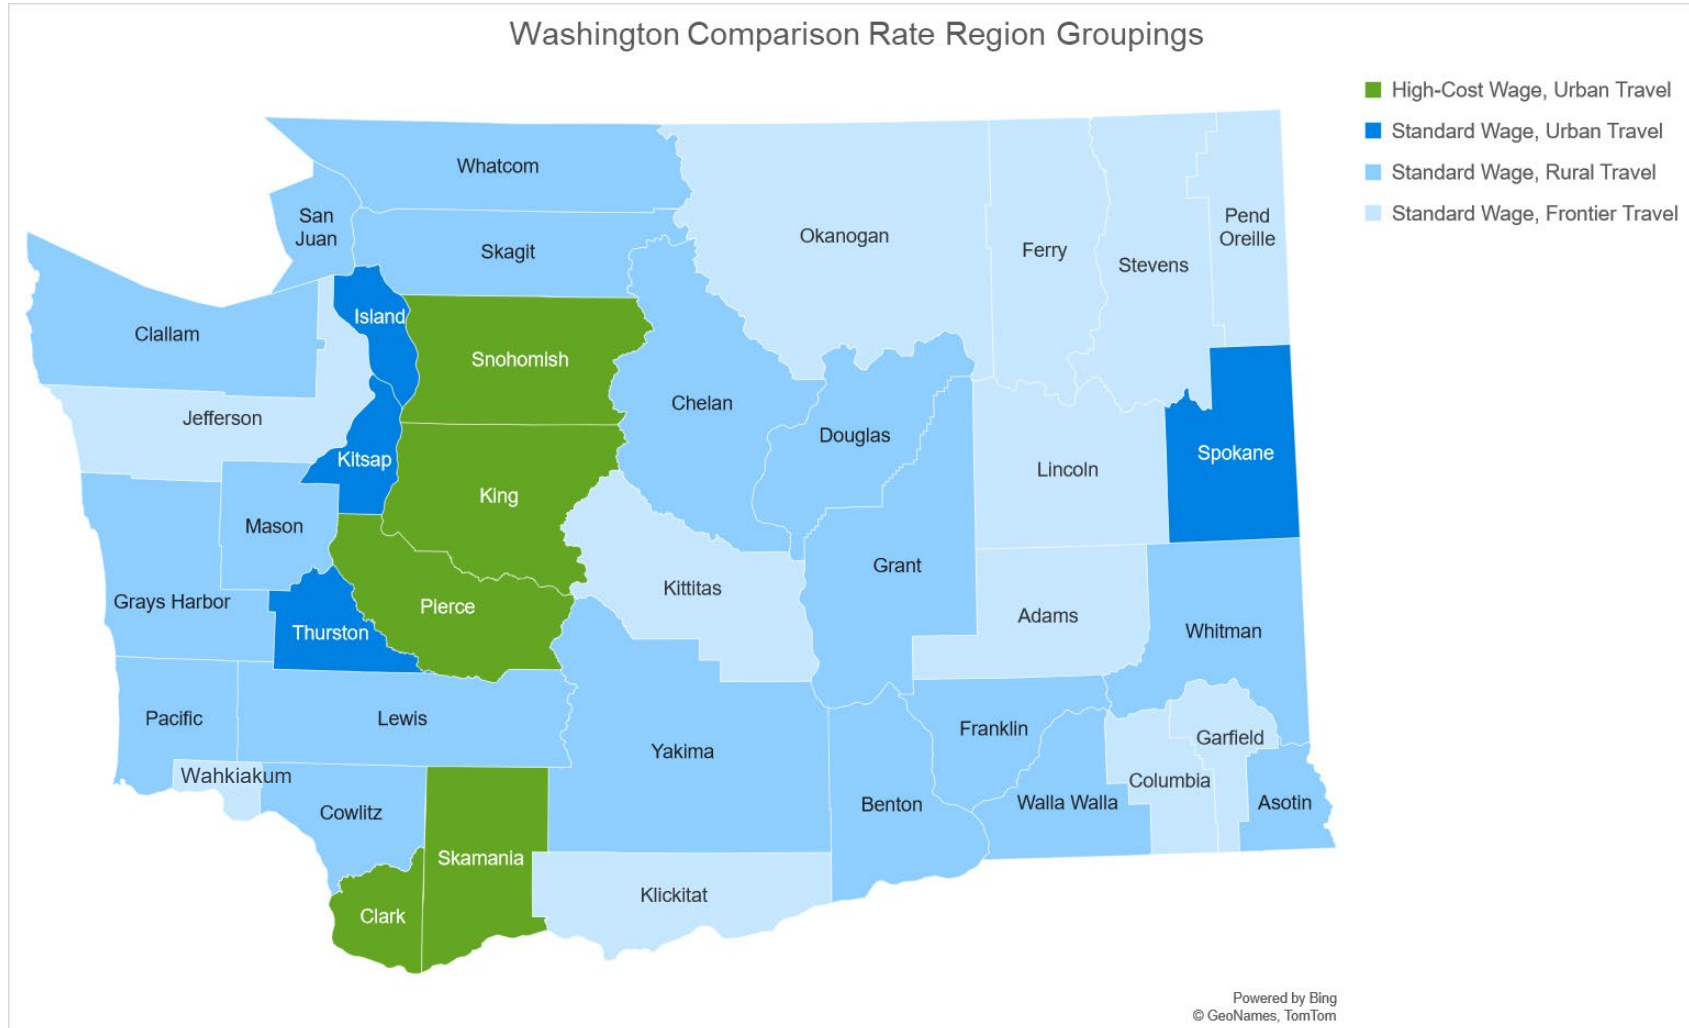 Washington Comparison Rate Region Groupings
High-Cost Wage, Urban Travel
Standard Wage, Urban Travel
Standard Wage, Rural Travel
Standard Wage, Frontier Travel
Whatcom
San
Juan
Skagit
Okanogan
Ferry
Stevens
Pend
Oreille
Clallam
Island
Snohomish
Jefferson
Chelan
Douglas
Kitsap
King
Lincoln
Spokane
Mason
Grant
Kittitas
Grays Harbor
Pierce
Adams
Thurston
Whitman
Pacific
Lewis
Yakima
Franklin
Garfield
Wahkiakum
Columbia
Cowlitz
Benton
Walla Walla
Asotin
Skamania
Klickitat
Clark
Powered by Bing
© GeoNames, TomTom